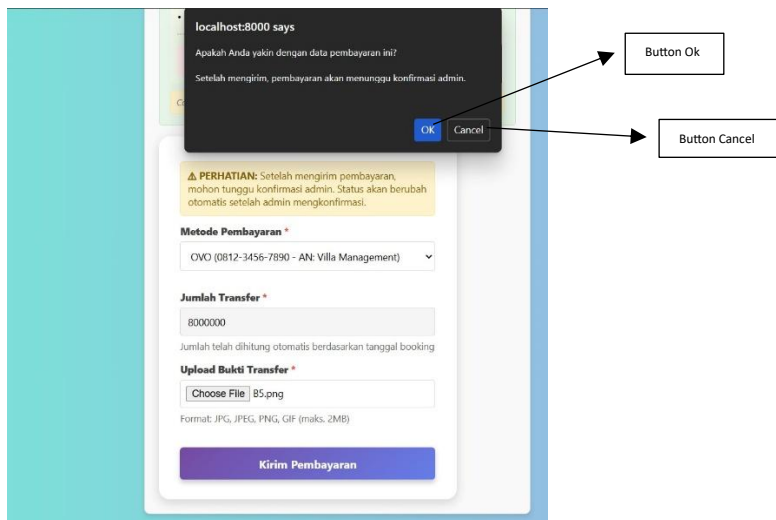 localhost:8000 says
Apakah Anda yakin dengan data pembayaran ini?
Setelah mengirim, pembayaran akan menunggu konfirmasi admin.
OK
Cancel
Button Ok
Button Cancel
⚠ PERHATIAN: Setelah mengirim pembayaran,
mohon tunggu konfirmasi admin. Status akan berubah
otomatis setelah admin mengkonfirmasi.
Metode Pembayaran *
OVO (0812-3456-7890 - AN: Villa Management)
Jumlah Transfer *
8000000
Jumlah telah dihitung otomatis berdasarkan tanggal booking
Upload Bukti Transfer *
Choose File B5.png
Format: JPG, JPEG, PNG, GIF (maks. 2MB)
Kirim Pembayaran